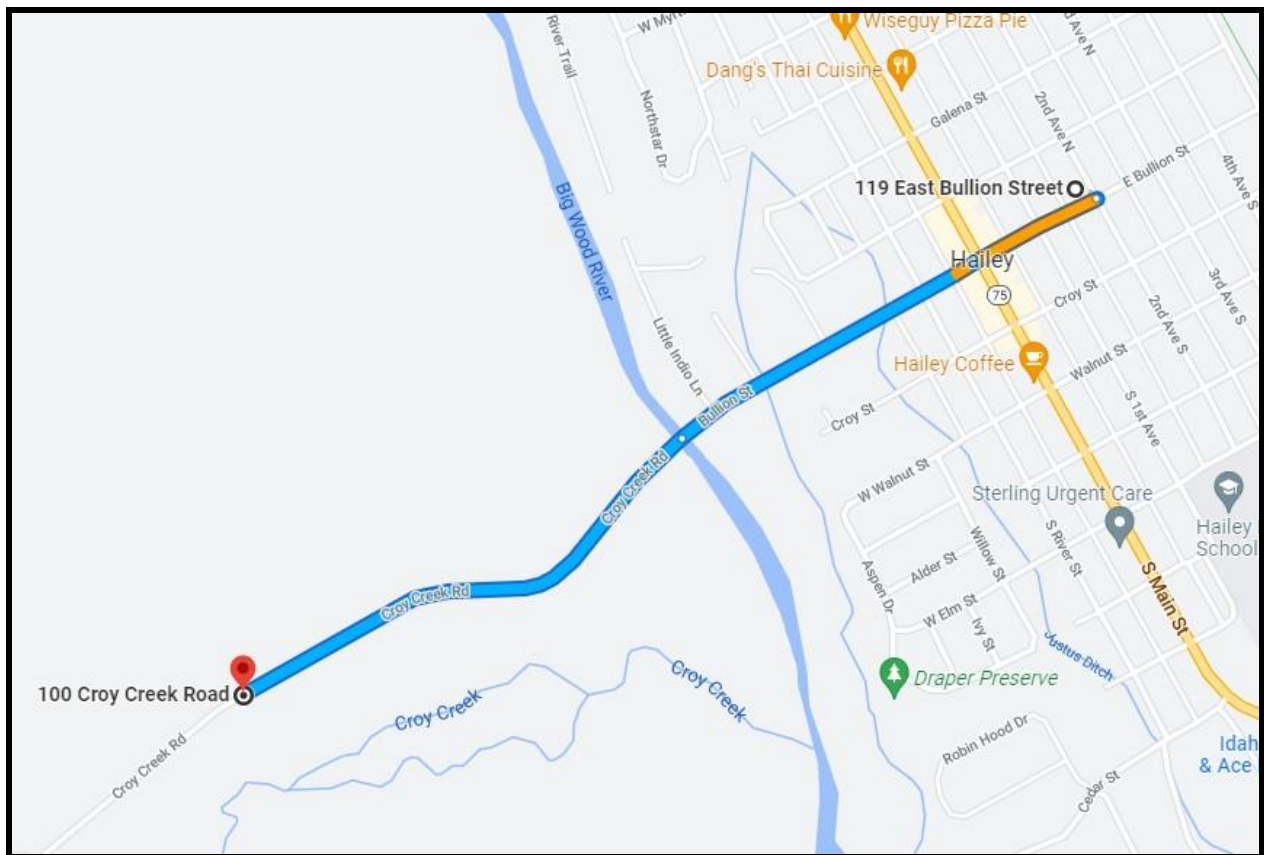 River Trail
W My
Northstar Dr
Wiseguy Pizza Pie
Dang's Thai Cuisine
Galena St
2nd Ave N
E Bullion St
4th Ave S
119 East Bullion Street
Big Wood River
Hailey
75
Croy St
3rd Ave S
2nd Ave S
Little Indio Ln
Hailey Coffee
Walnut St
Bullion St
Croy St
S 1st Ave
Croy Creek Rd
W Walnut St
Sterling Urgent Care
Hailey
School
S River St
Willow St
Alder St
Aspen Dr
W Elm St
Ivy St
S Main St
Croy Creek Rd
Justus Ditch
Draper Preserve
100 Croy Creek Road
Croy Creek
Croy Creek
Robin Hood Dr
Croy Creek Rd
Cedar St
Idah
& Ace